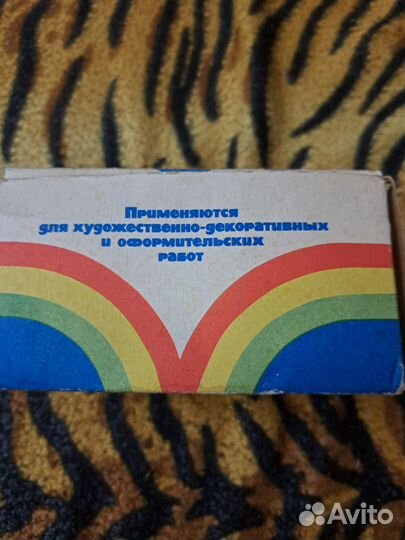 Применяются
для художественно-декоративных
и оформительских
работ
Avito